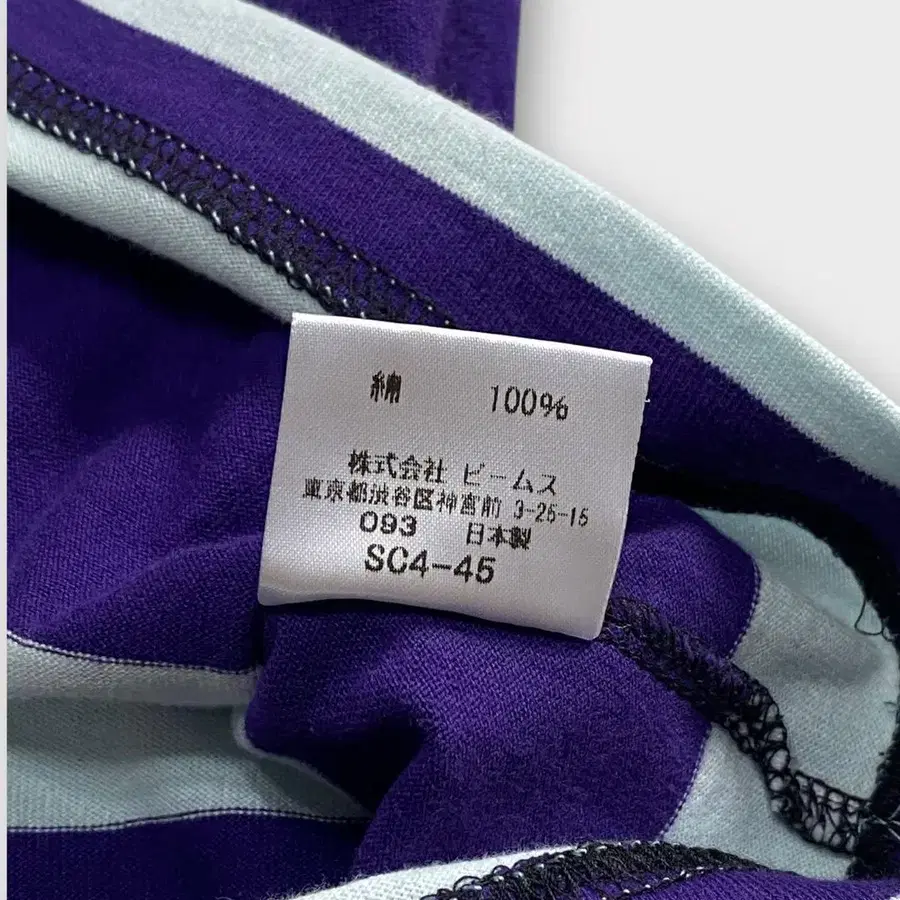 綿 100%
株式会社 ビームス
東京都渋谷区神宮前 3-25-15
093 日本製
SC4-45